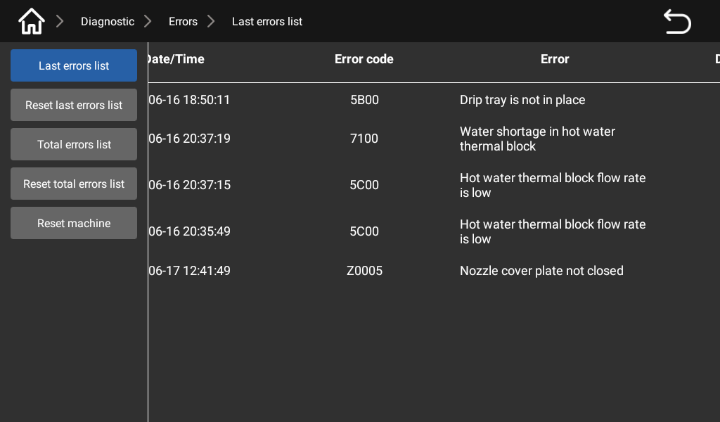 Diagnostic
Errors
Last errors list
Last errors list
Reset last errors list
Total errors list
Reset total errors list
Reset machine
Date/Time Error code Error
06-16 18:50:11 5B00 Drip tray is not in place
06-16 20:37:19 7100 Water shortage in hot water
thermal block
06-16 20:37:15 5C00 Hot water thermal block flow rate
is low
06-16 20:35:49 5C00 Hot water thermal block flow rate
is low
06-17 12:41:49 Z0005 Nozzle cover plate not closed